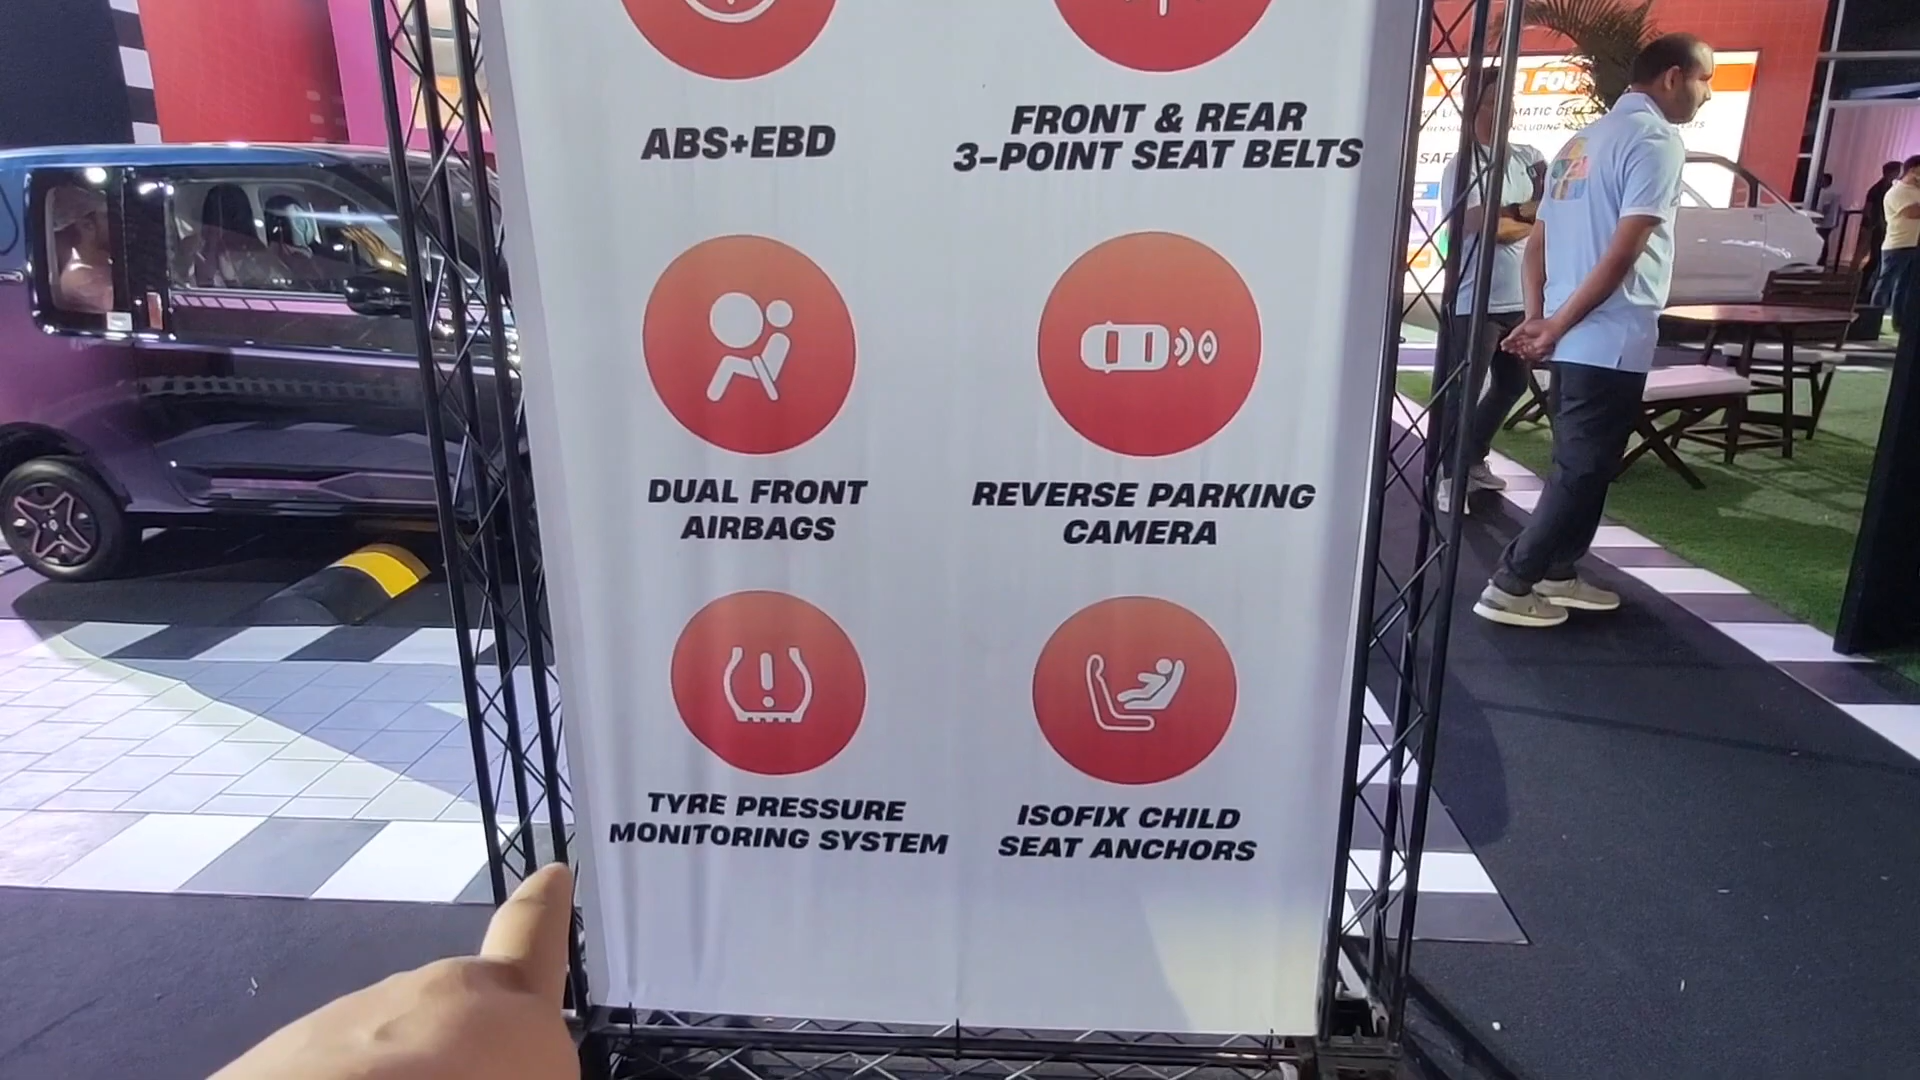 ABS+EBD
FRONT & REAR
3-POINT SEAT BELTS
DUAL FRONT
AIRBAGS
REVERSE PARKING
CAMERA
TYRE PRESSURE
MONITORING SYSTEM
ISOFIX CHILD
SEAT ANCHORS